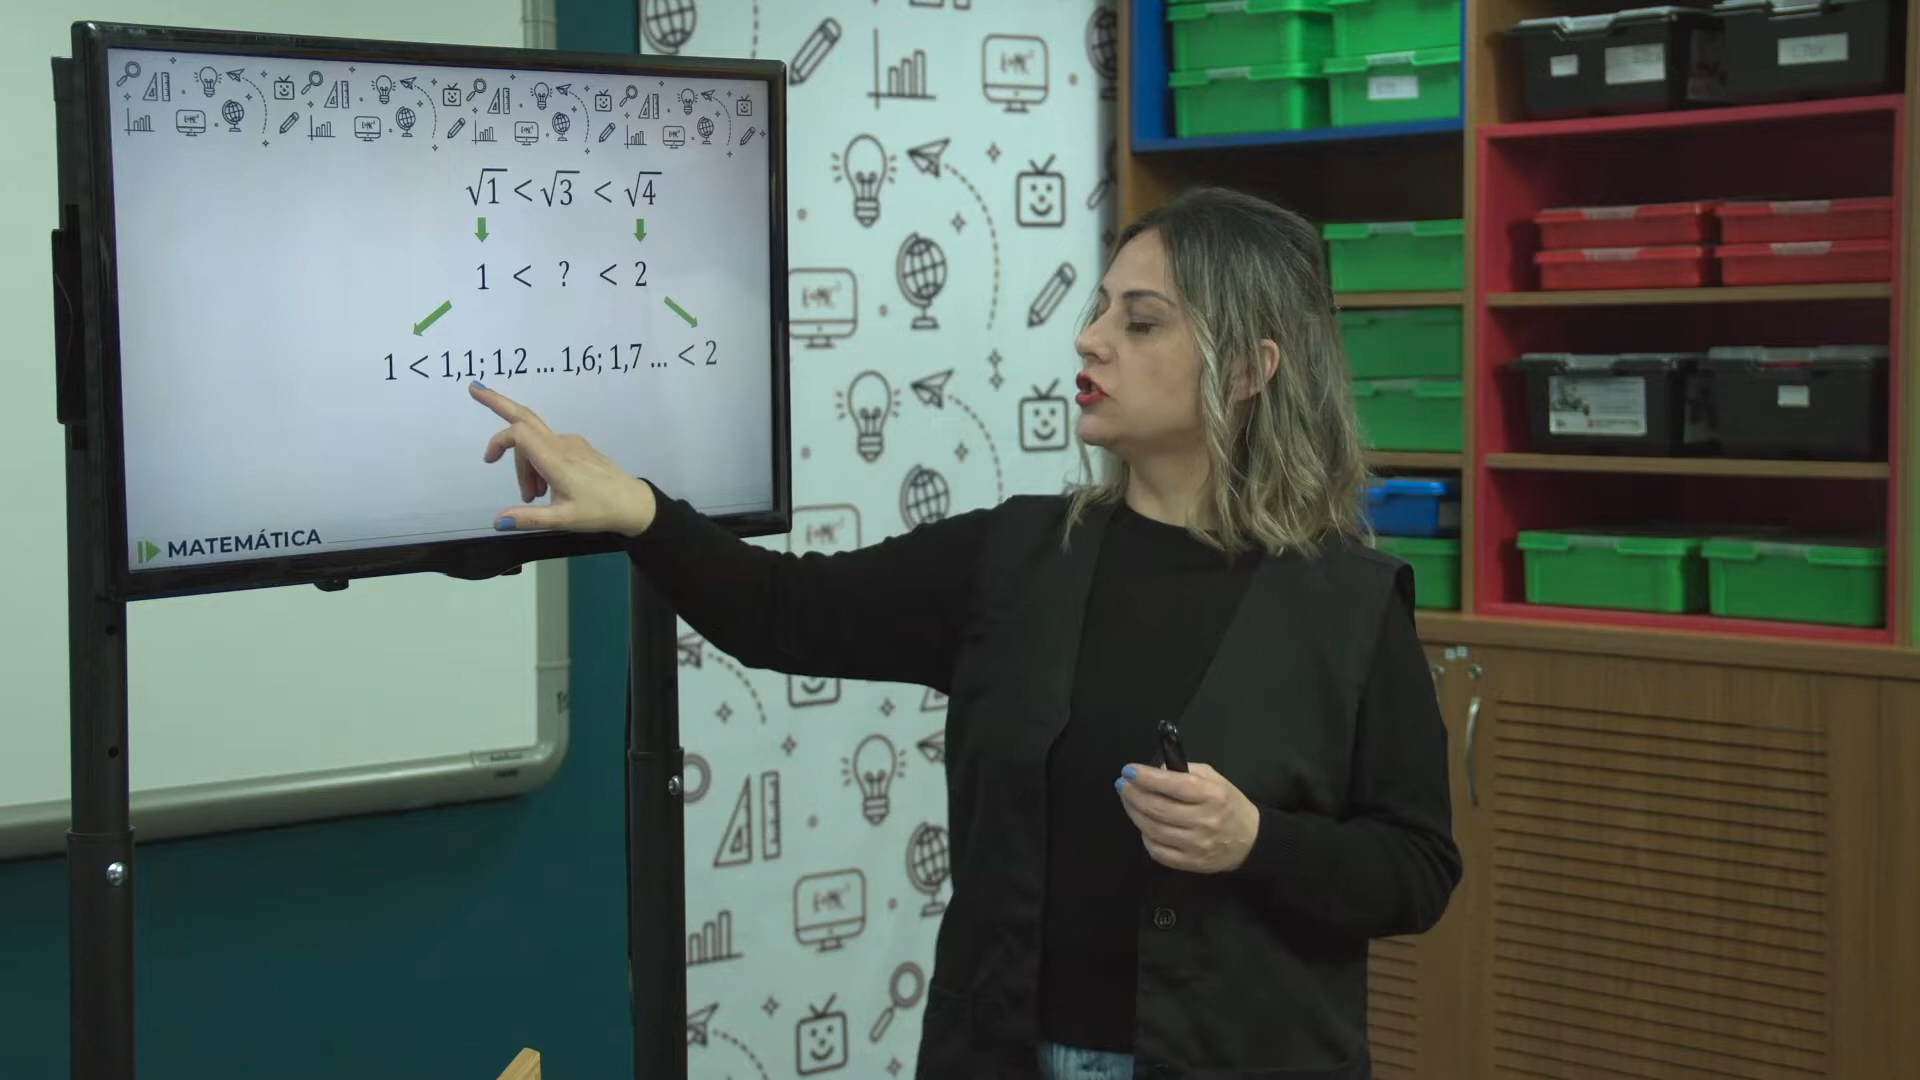 √1 < √3 < √4
1 < ? < 2
1 < 1,1; 1,2 ... 1,6; 1,7 ... < 2
MATEMÁTICA